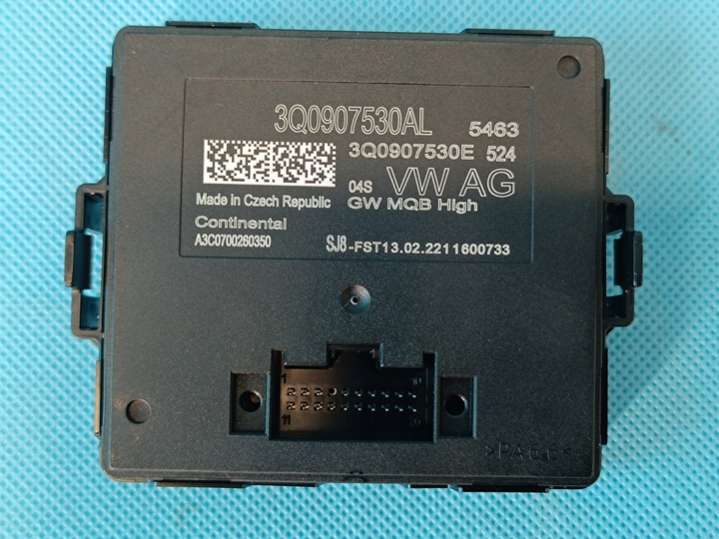 3Q0907530AL 5463
3Q0907530E 524
04S VW AG
Made in Czech Republic GW MQB High
Continental
A3C0700260350 SJ8-FST13.02.2211600733
1
11